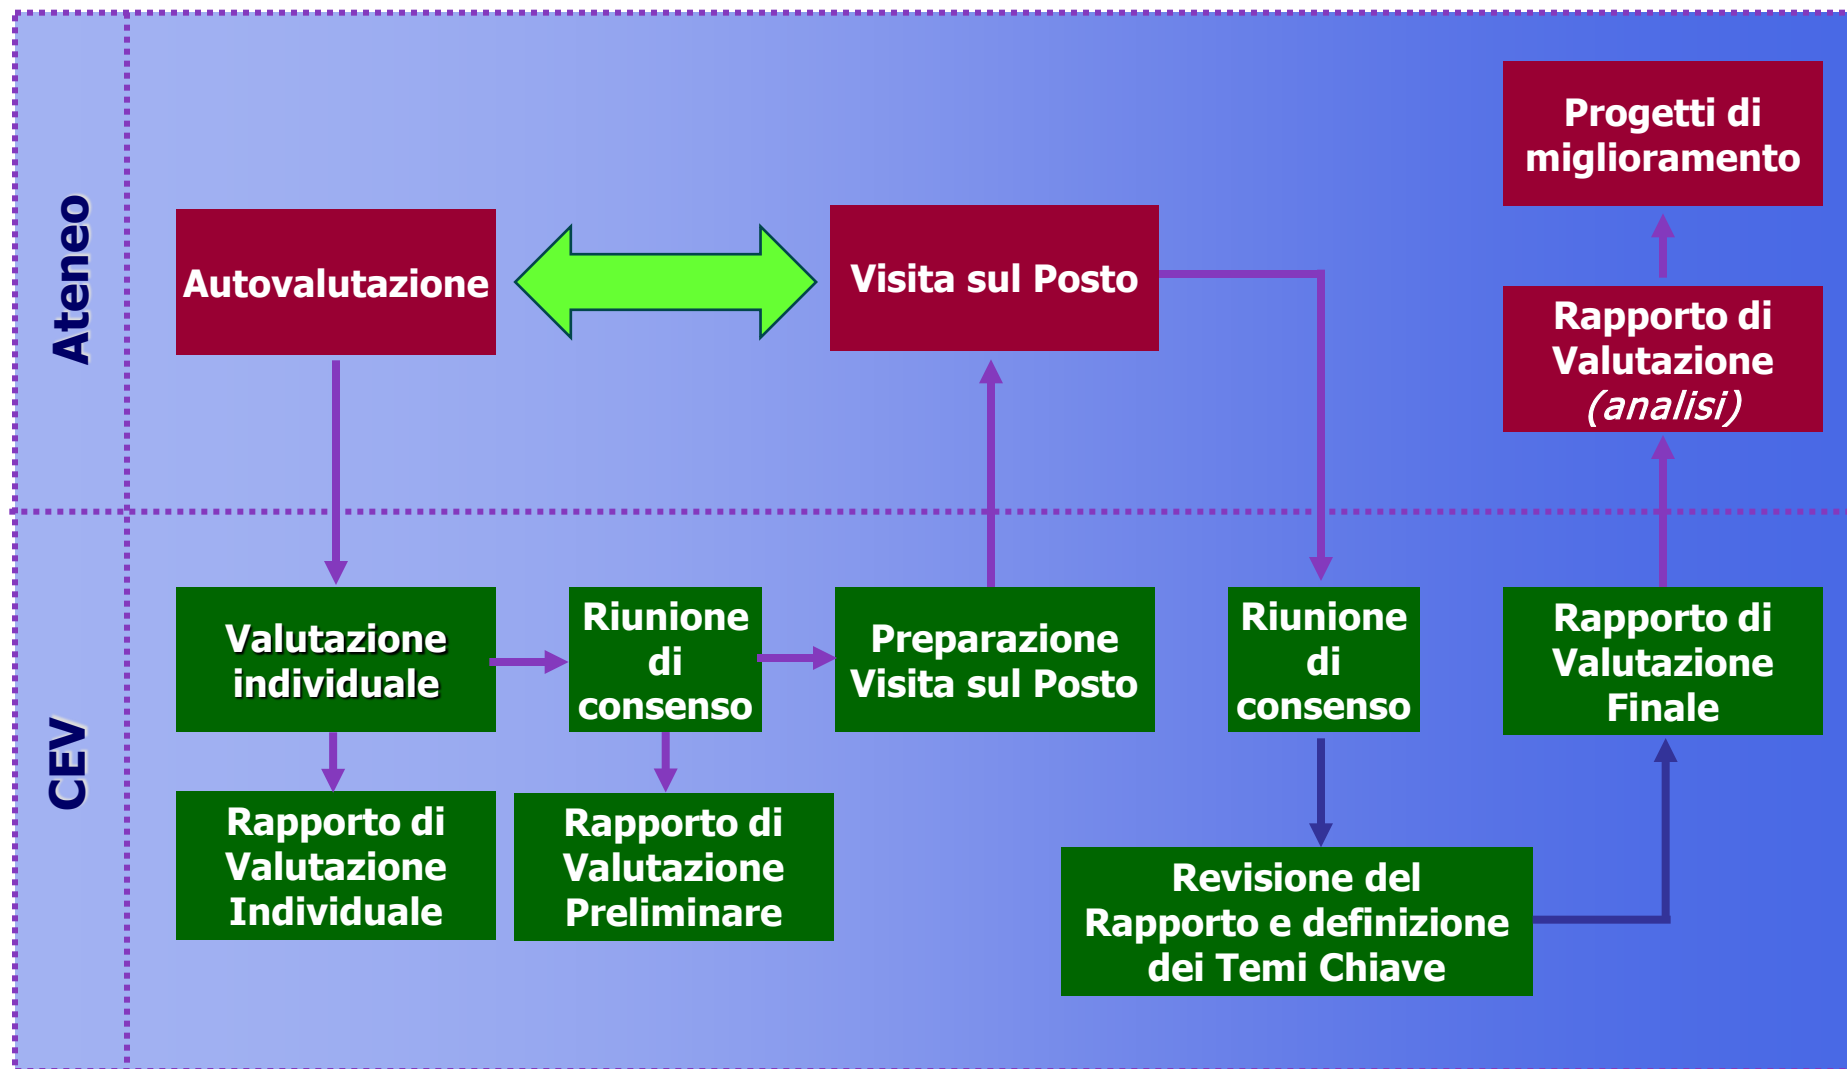 Ateneo
Autovalutazione
Visita sul Posto
Progetti di
miglioramento
Rapporto di
Valutazione
(analisi)
CEV
Valutazione
individuale
Riunione
di
consenso
Preparazione
Visita sul Posto
Riunione
di
consenso
Rapporto di
Valutazione
Finale
Rapporto di
Valutazione
Individuale
Rapporto di
Valutazione
Preliminare
Revisione del
Rapporto e definizione
dei Temi Chiave